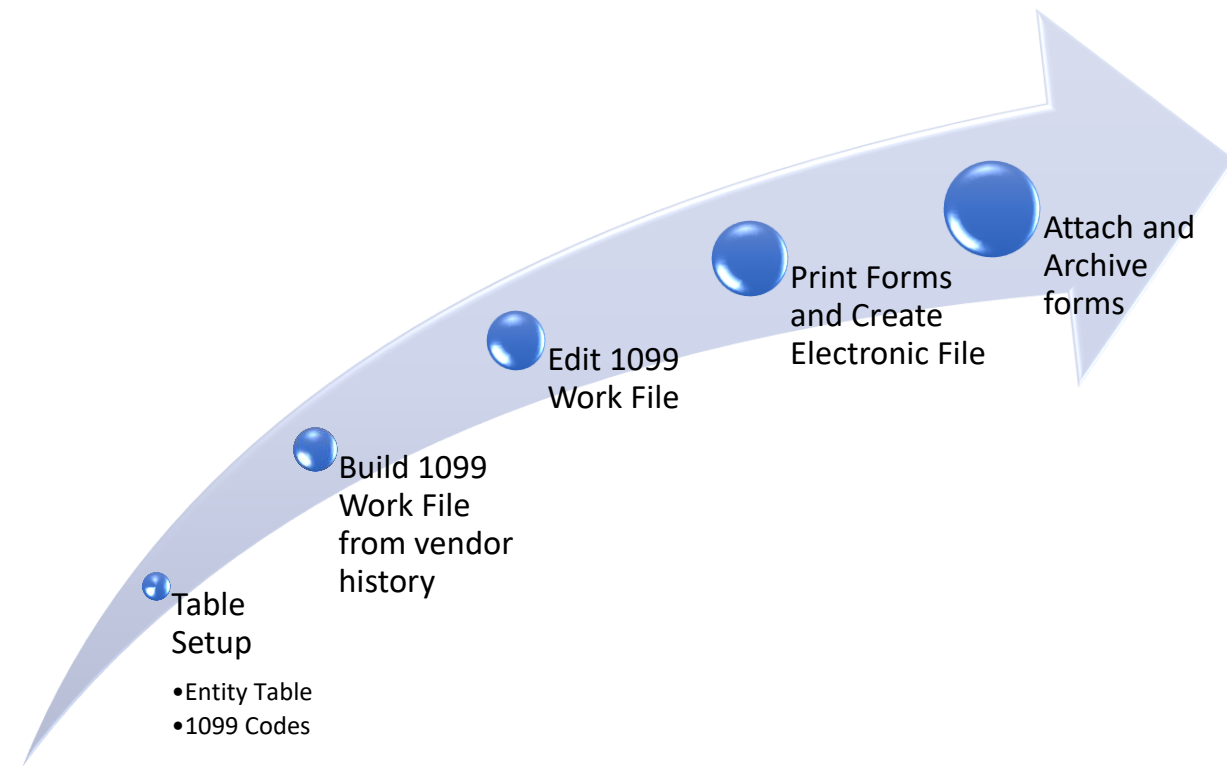 Table
Setup
•Entity Table
•1099 Codes
Build 1099
Work File
from vendor
history
Edit 1099
Work File
Print Forms
and Create
Electronic File
Attach and
Archive
forms